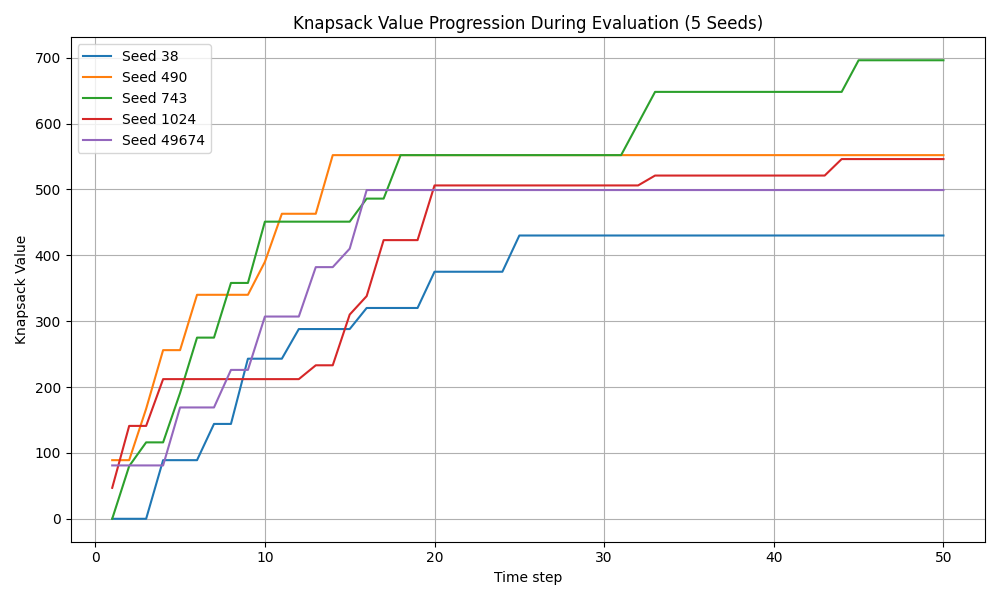 Knapsack Value Progression During Evaluation (5 Seeds)
Seed 38
Seed 490
Seed 743
Seed 1024
Seed 49674
Knapsack Value
700
600
500
400
300
200
100
0
0 10 20 30 40 50
Time step